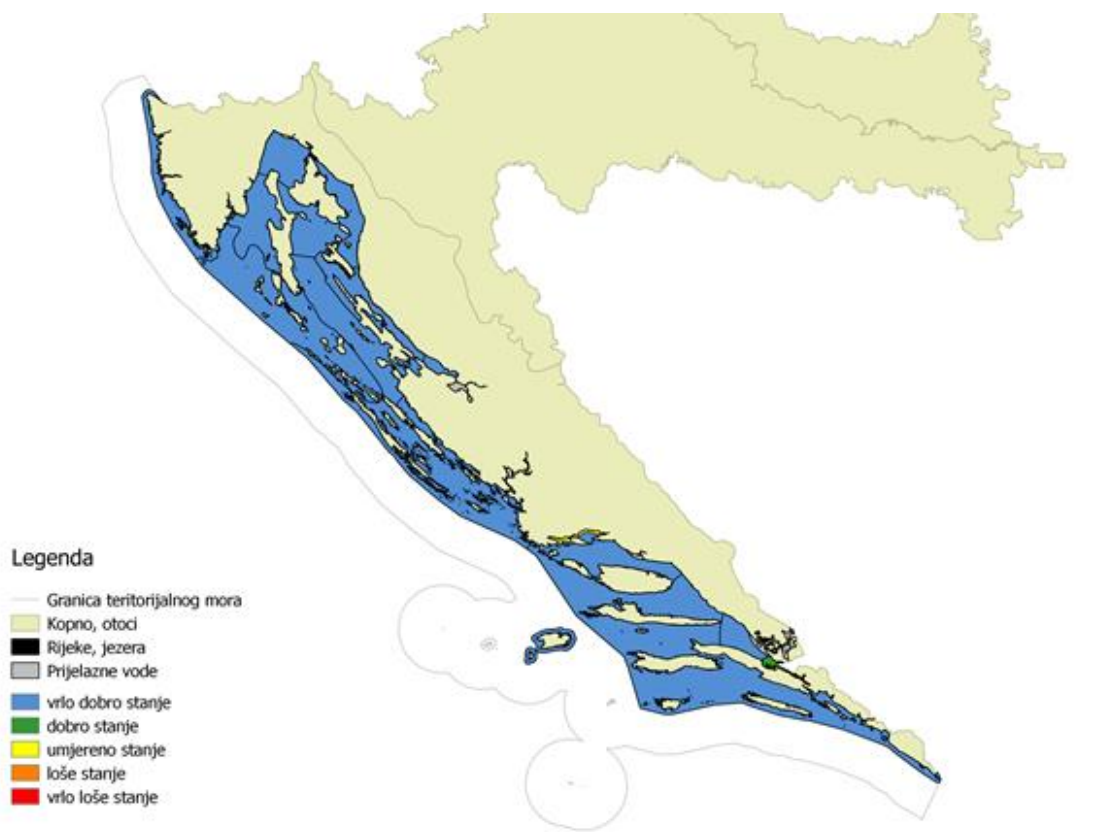 Legenda
Granica teritorijalnog mora
Kopno, otoci
Rijeke, jezera
Prijelazne vode
vrlo dobro stanje
dobro stanje
umjereno stanje
loše stanje
vrlo loše stanje